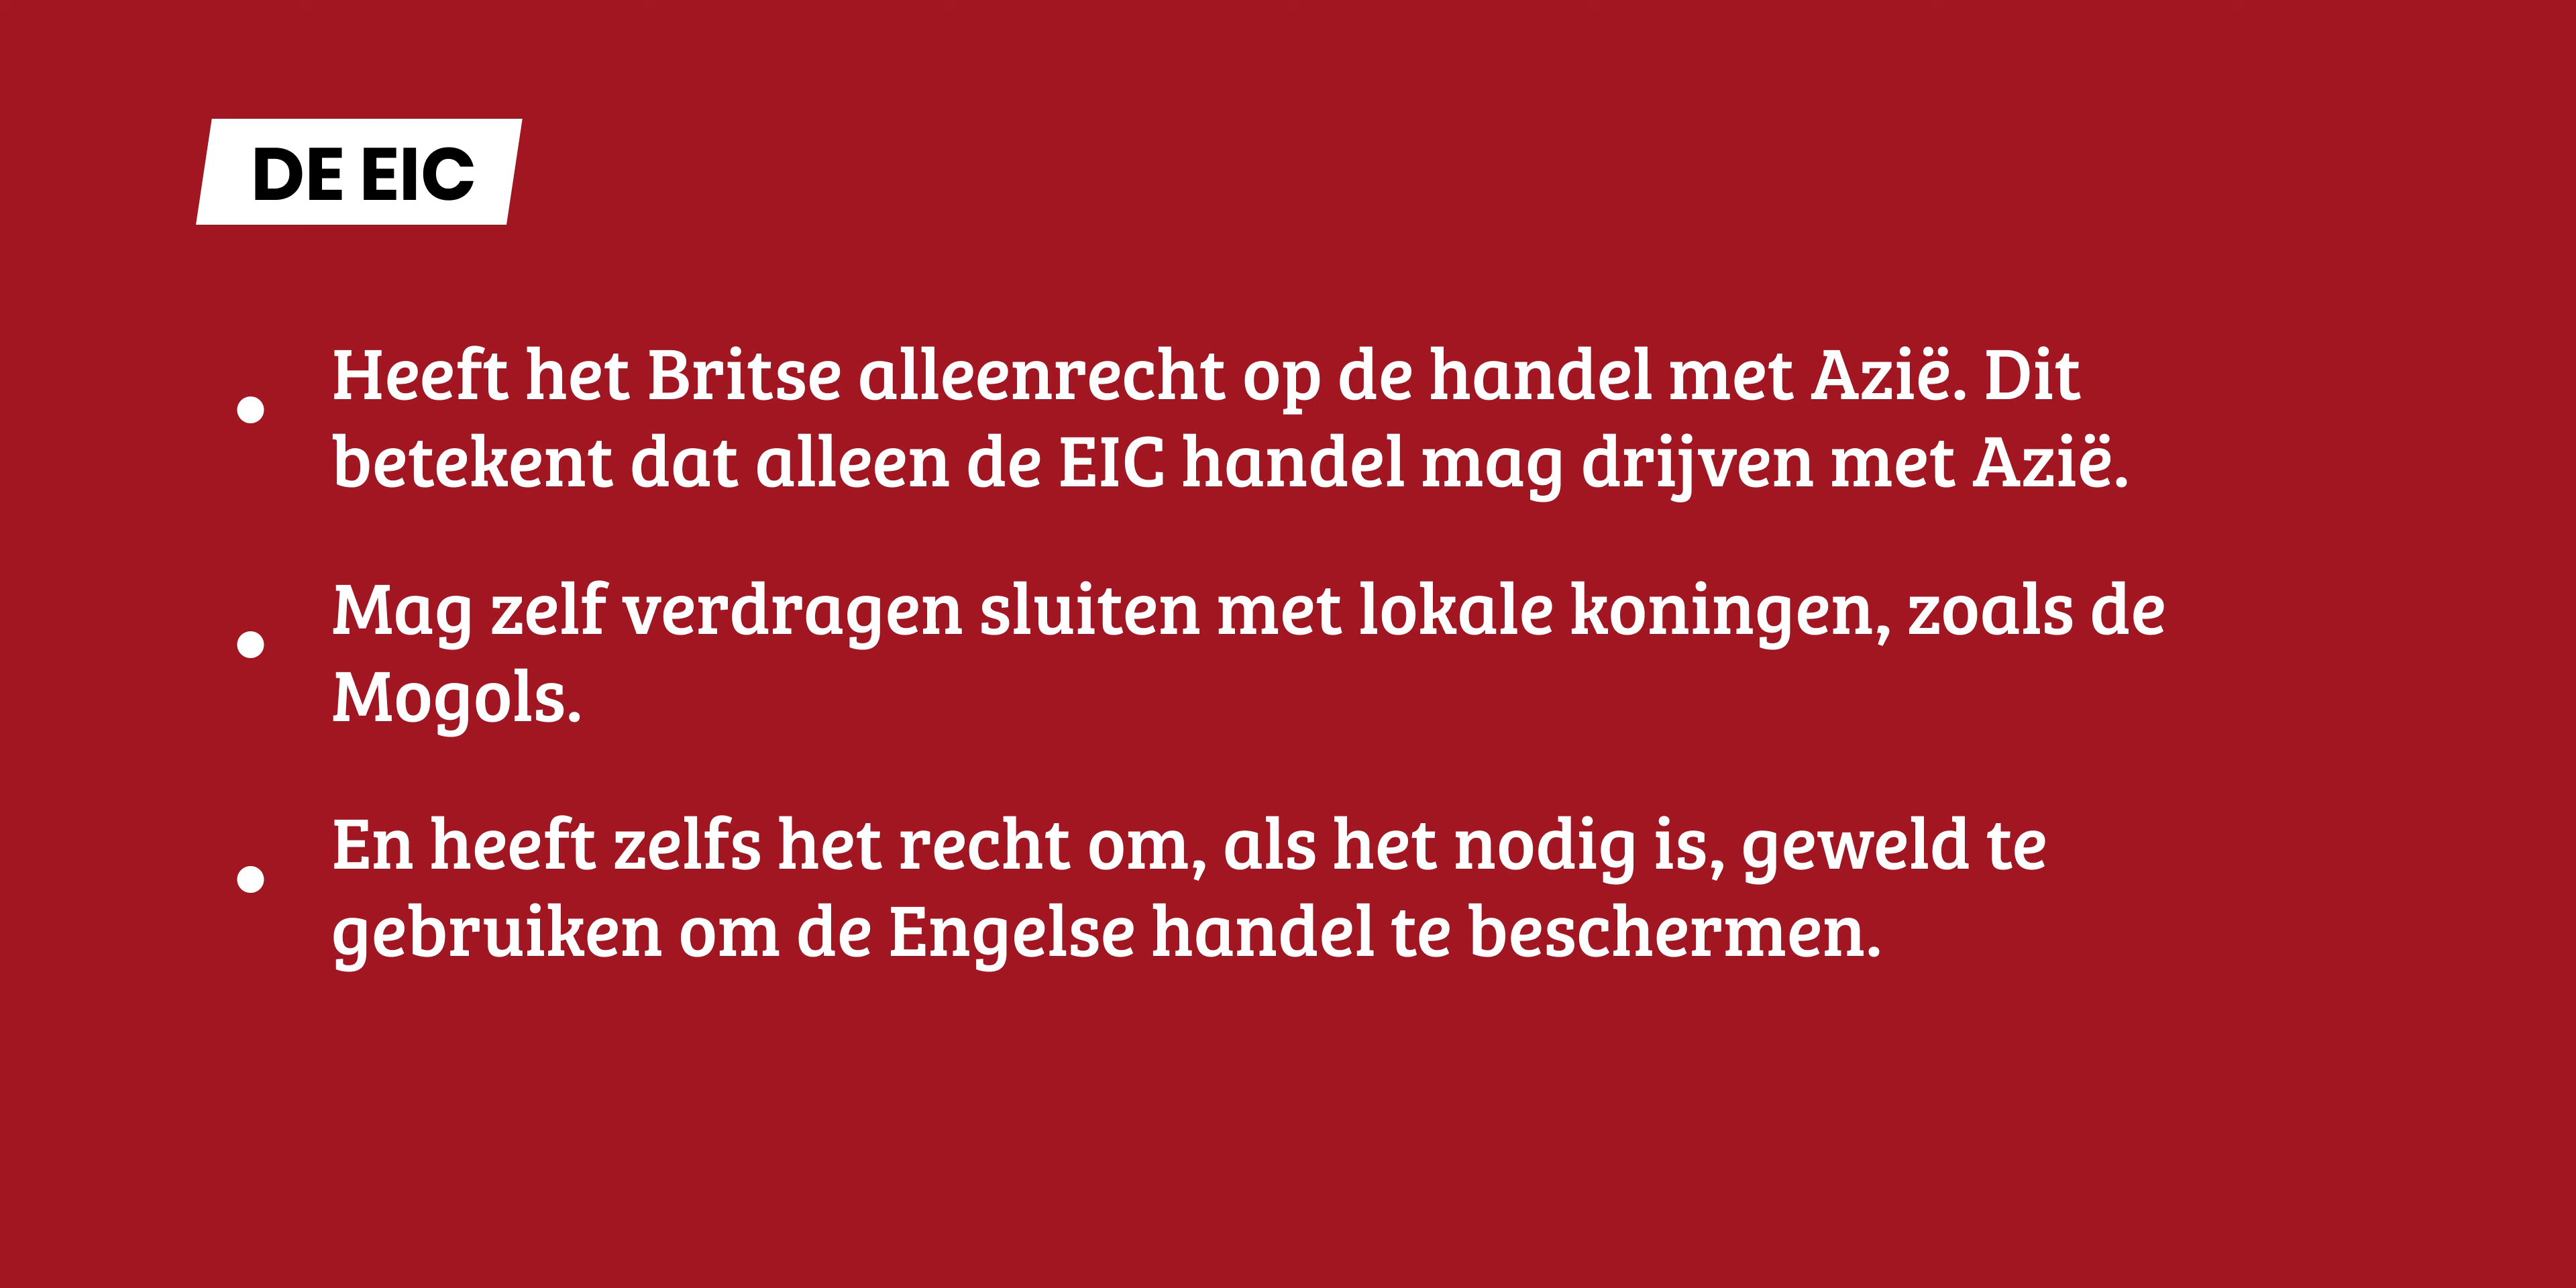 DE EIC
• Heeft het Britse alleenrecht op de handel met Azië. Dit
betekent dat alleen de EIC handel mag drijven met Azië.
• Mag zelf verdragen sluiten met lokale koningen, zoals de
Mogols.
• En heeft zelfs het recht om, als het nodig is, geweld te
gebruiken om de Engelse handel te beschermen.